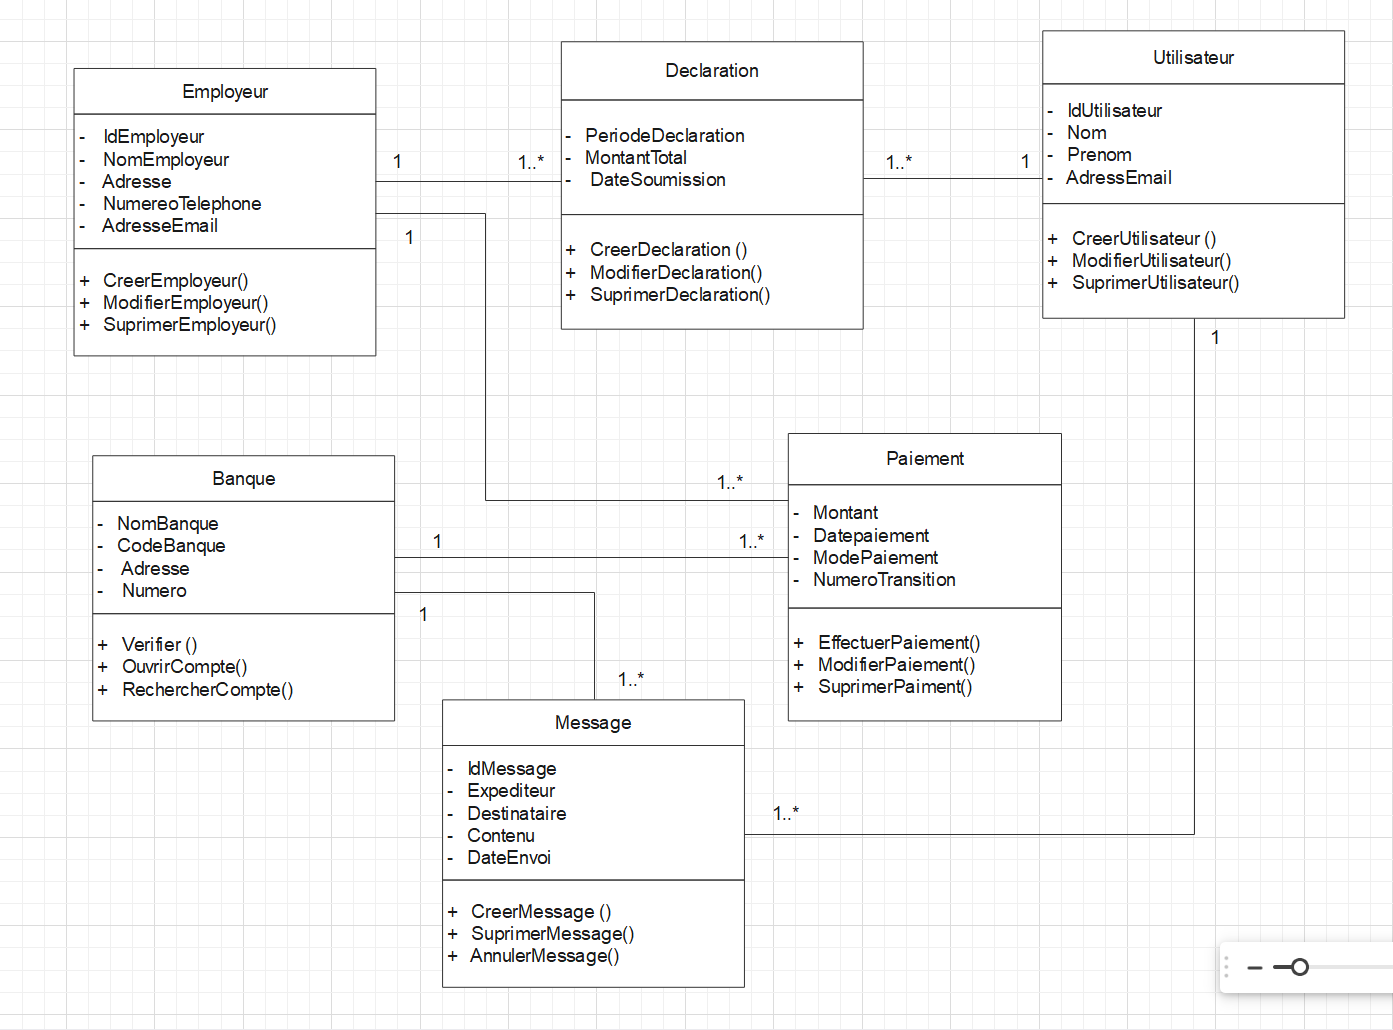 Employeur
- IdEmployeur
- NomEmployeur
- Adresse
- NumereoTelephone
- AdresseEmail
+ CreerEmployeur()
+ ModifierEmployeur()
+ SuprimerEmployeur()
1
1..*
1
Declaration
- PeriodeDeclaration
- MontantTotal
- DateSoumission
+ CreerDeclaration ()
+ ModifierDeclaration()
+ SuprimerDeclaration()
1..*
1
Utilisateur
- IdUtilisateur
- Nom
- Prenom
- AdressEmail
+ CreerUtilisateur ()
+ ModifierUtilisateur()
+ SuprimerUtilisateur()
1
Banque
- NomBanque
- CodeBanque
- Adresse
- Numero
+ Verifier ()
+ OuvrirCompte()
+ RechercherCompte()
1
1..*
1..*
1
1..*
Paiement
- Montant
- Datepaiement
- ModePaiement
- NumeroTransition
+ EffectuerPaiement()
+ ModifierPaiement()
+ SuprimerPaiment()
Message
- IdMessage
- Expediteur
- Destinataire
- Contenu
- DateEnvoi
+ CreerMessage ()
+ SuprimerMessage()
+ AnnulerMessage()
1..*